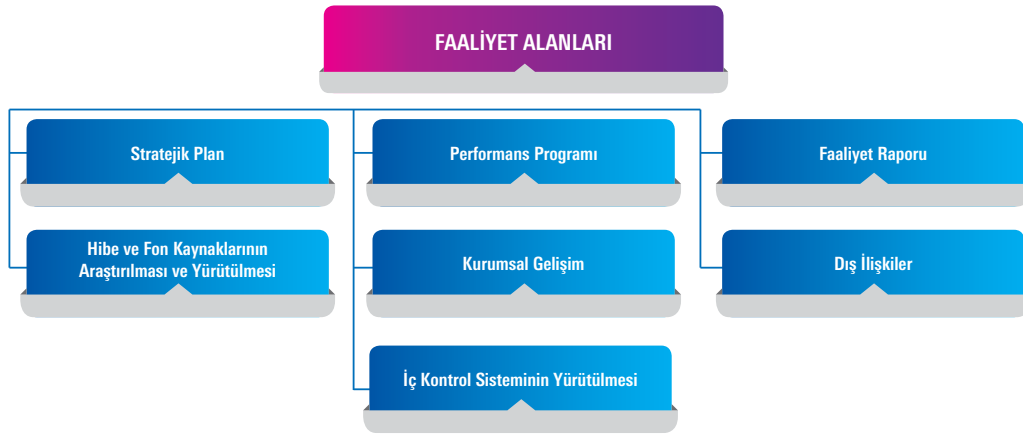 FAALİYET ALANLARI
Stratejik Plan
Performans Programı
Faaliyet Raporu
Hibe ve Fon Kaynaklarının
Araştırılması ve Yürütülmesi
Kurumsal Gelişim
Dış İlişkiler
İç Kontrol Sisteminin Yürütülmesi